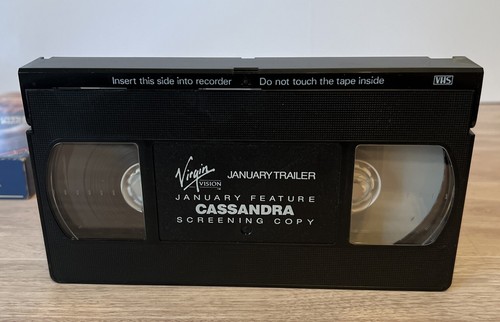 Insert this side into recorder Do not touch the tape inside VHS
Virgin VISION JANUARY TRAILER
JANUARY FEATURE
CASSANDRA
SCREENING COPY